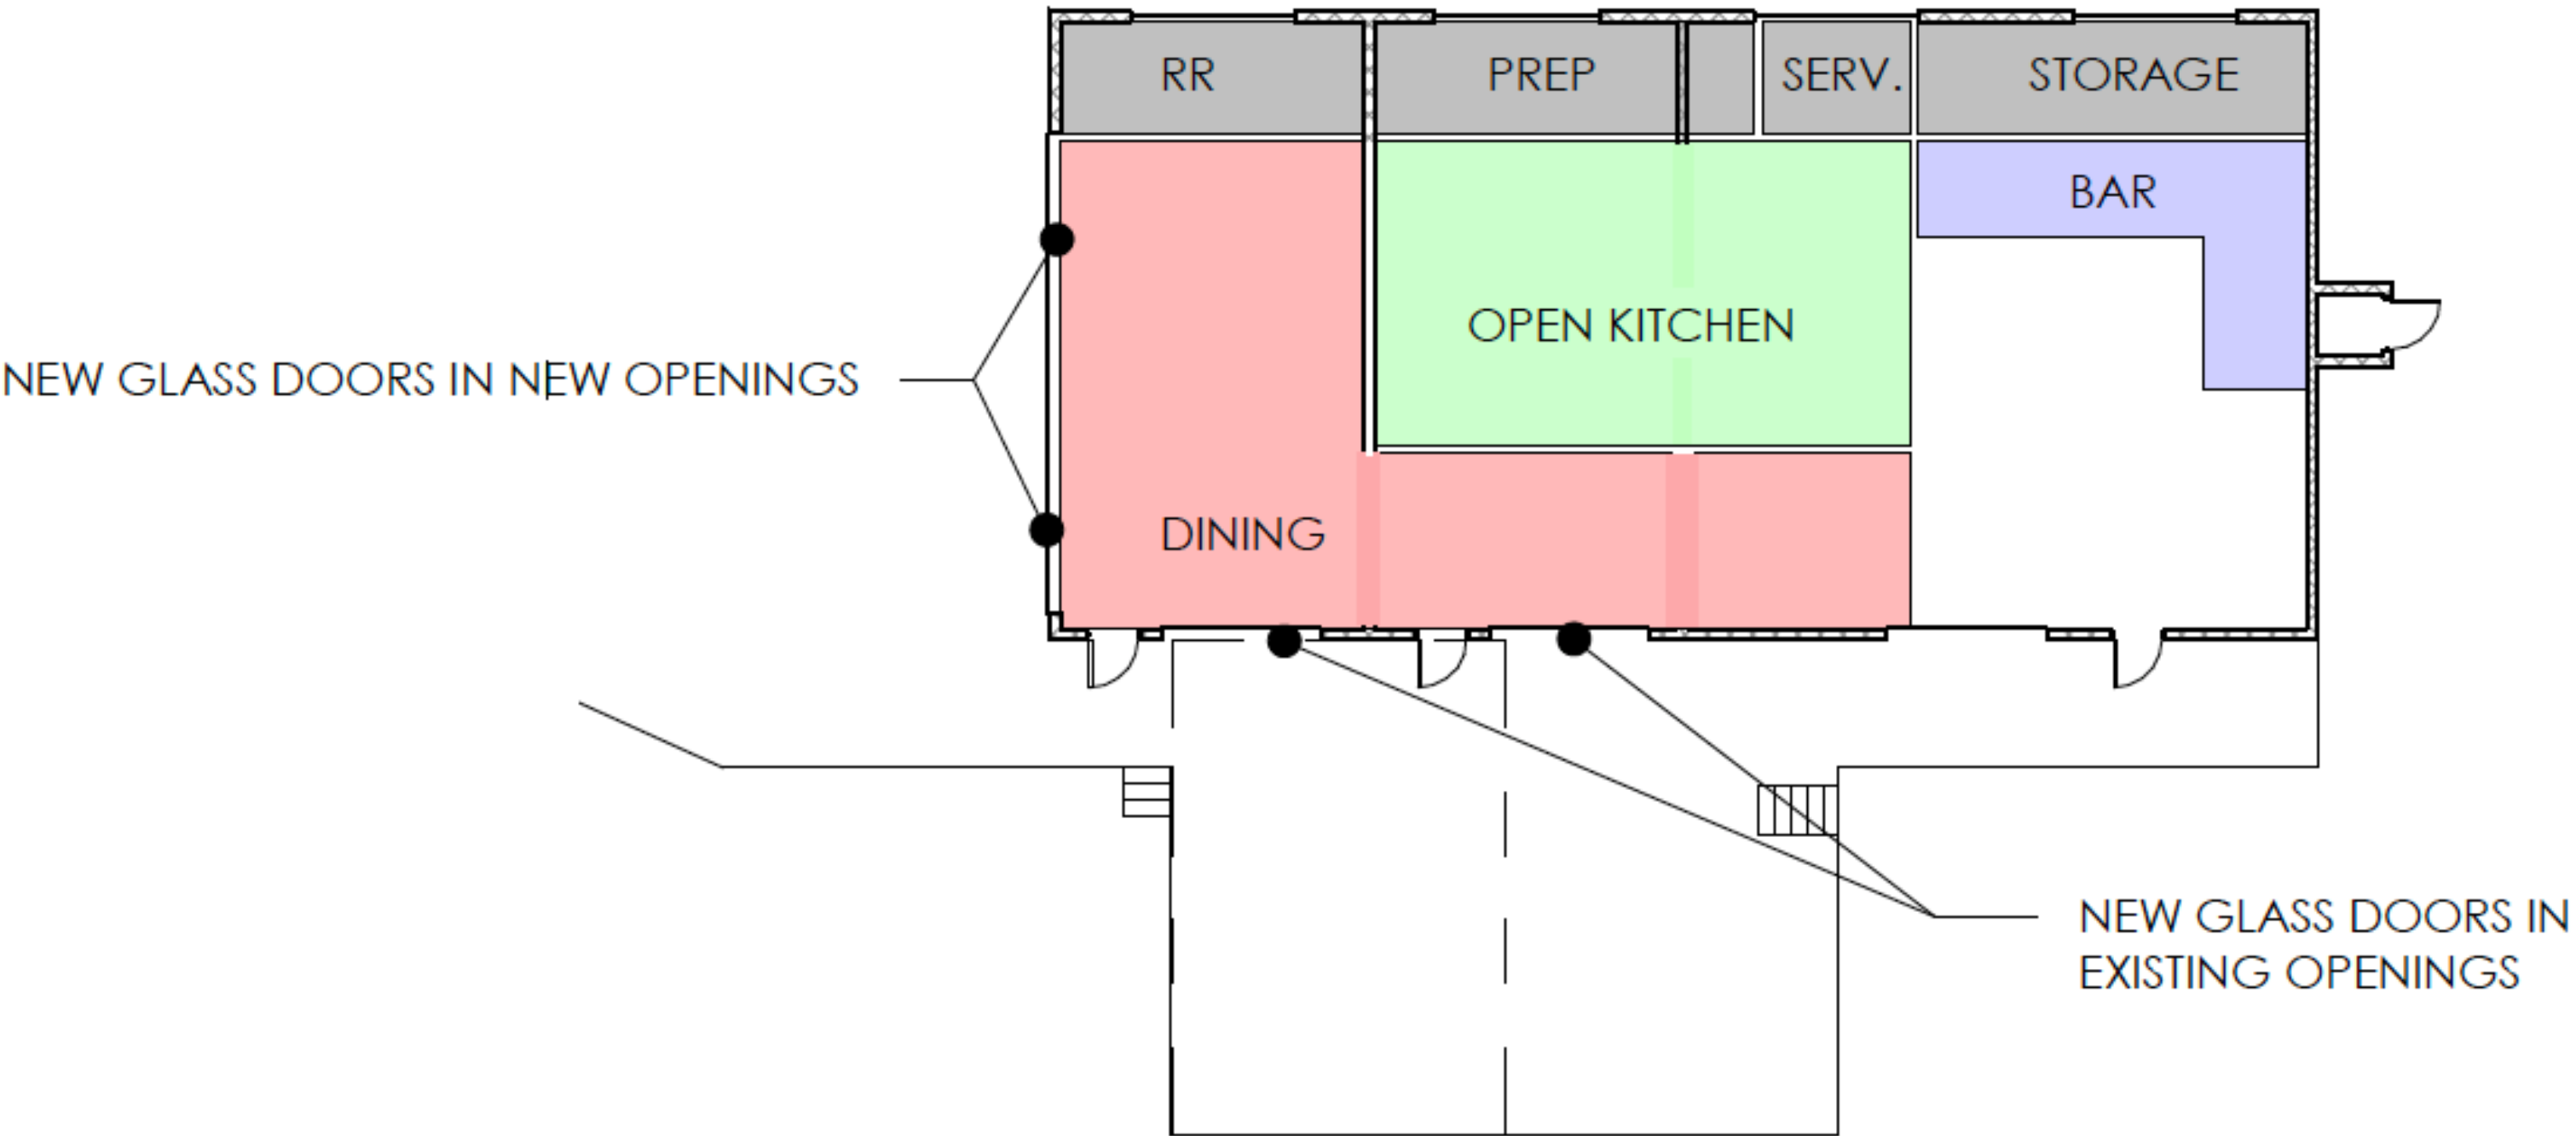 RR
PREP
SERV.
STORAGE
BAR
OPEN KITCHEN
NEW GLASS DOORS IN NEW OPENINGS
DINING
NEW GLASS DOORS IN
EXISTING OPENINGS